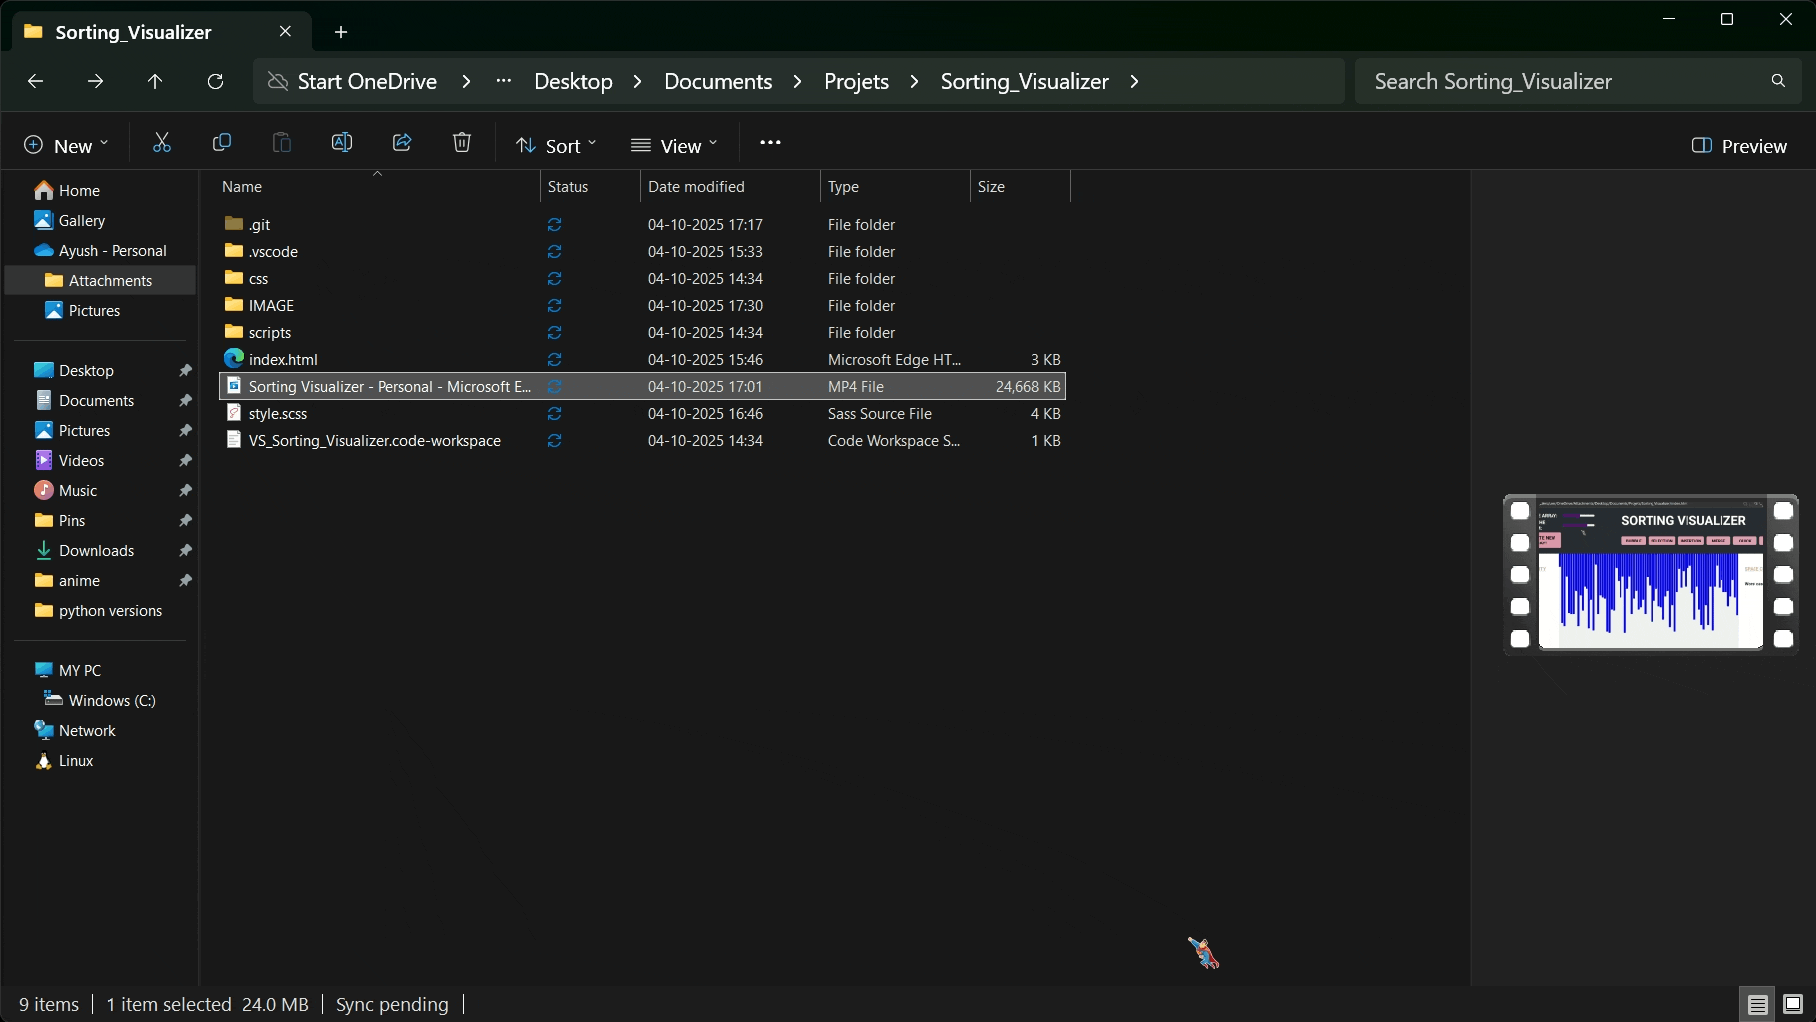 Sorting_Visualizer
Start OneDrive > ... Desktop > Documents > Projets > Sorting_Visualizer >
Search Sorting_Visualizer
New
Sort
View
...
Preview
Home
Gallery
Ayush - Personal
Attachments
Pictures
Desktop
Documents
Pictures
Videos
Music
Pins
Downloads
anime
python versions
MY PC
Windows (C:)
Network
Linux
Name Status Date modified Type Size
.git 04-10-2025 17:17 File folder
.vscode 04-10-2025 15:33 File folder
css 04-10-2025 14:34 File folder
IMAGE 04-10-2025 17:30 File folder
scripts 04-10-2025 14:34 File folder
index.html 04-10-2025 15:46 Microsoft Edge HT... 3 KB
Sorting Visualizer - Personal - Microsoft E... 04-10-2025 17:01 MP4 File 24,668 KB
style.scss 04-10-2025 16:46 Sass Source File 4 KB
VS_Sorting_Visualizer.code-workspace 04-10-2025 14:34 Code Workspace S... 1 KB
SORTING VISUALIZER
BUBBLE SELECTION INSERTION MERGE QUICK
9 items 1 item selected 24.0 MB Sync pending